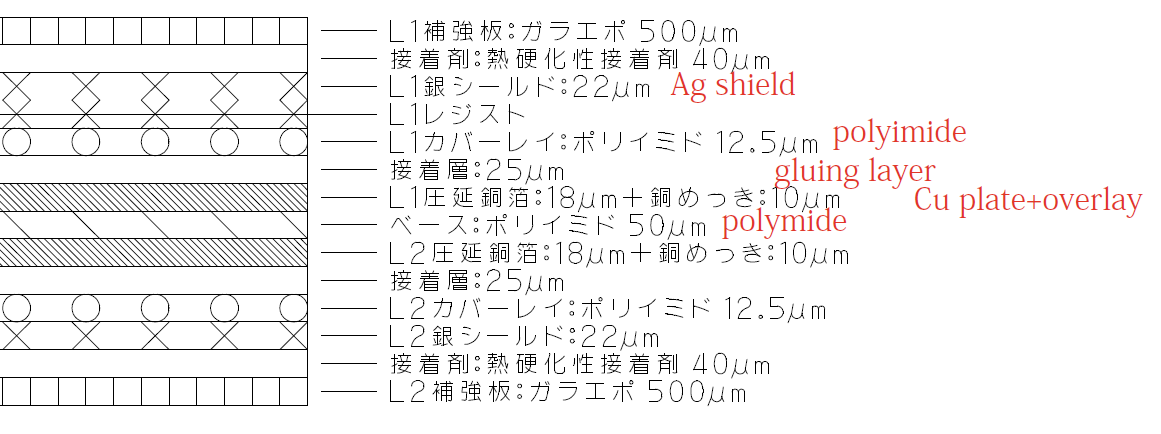 L1補強板:ガラエポ 500μm
接着剤:熱硬化性接着剤 40μm
L1銀シールド:22μm Ag shield
L1レジスト
L1カバーレイ:ポリイミド 12.5μm polyimide
接着層:25μm gluing layer
L1圧延銅箔:18μm+銅めっき:10μm Cu plate+overlay
ベース:ポリイミド 50μm polymide
L2圧延銅箔:18μm+銅めっき:10μm
接着層:25μm
L2カバーレイ:ポリイミド 12.5μm
L2銀シールド:22μm
接着剤:熱硬化性接着剤 40μm
L2補強板:ガラエポ 500μm